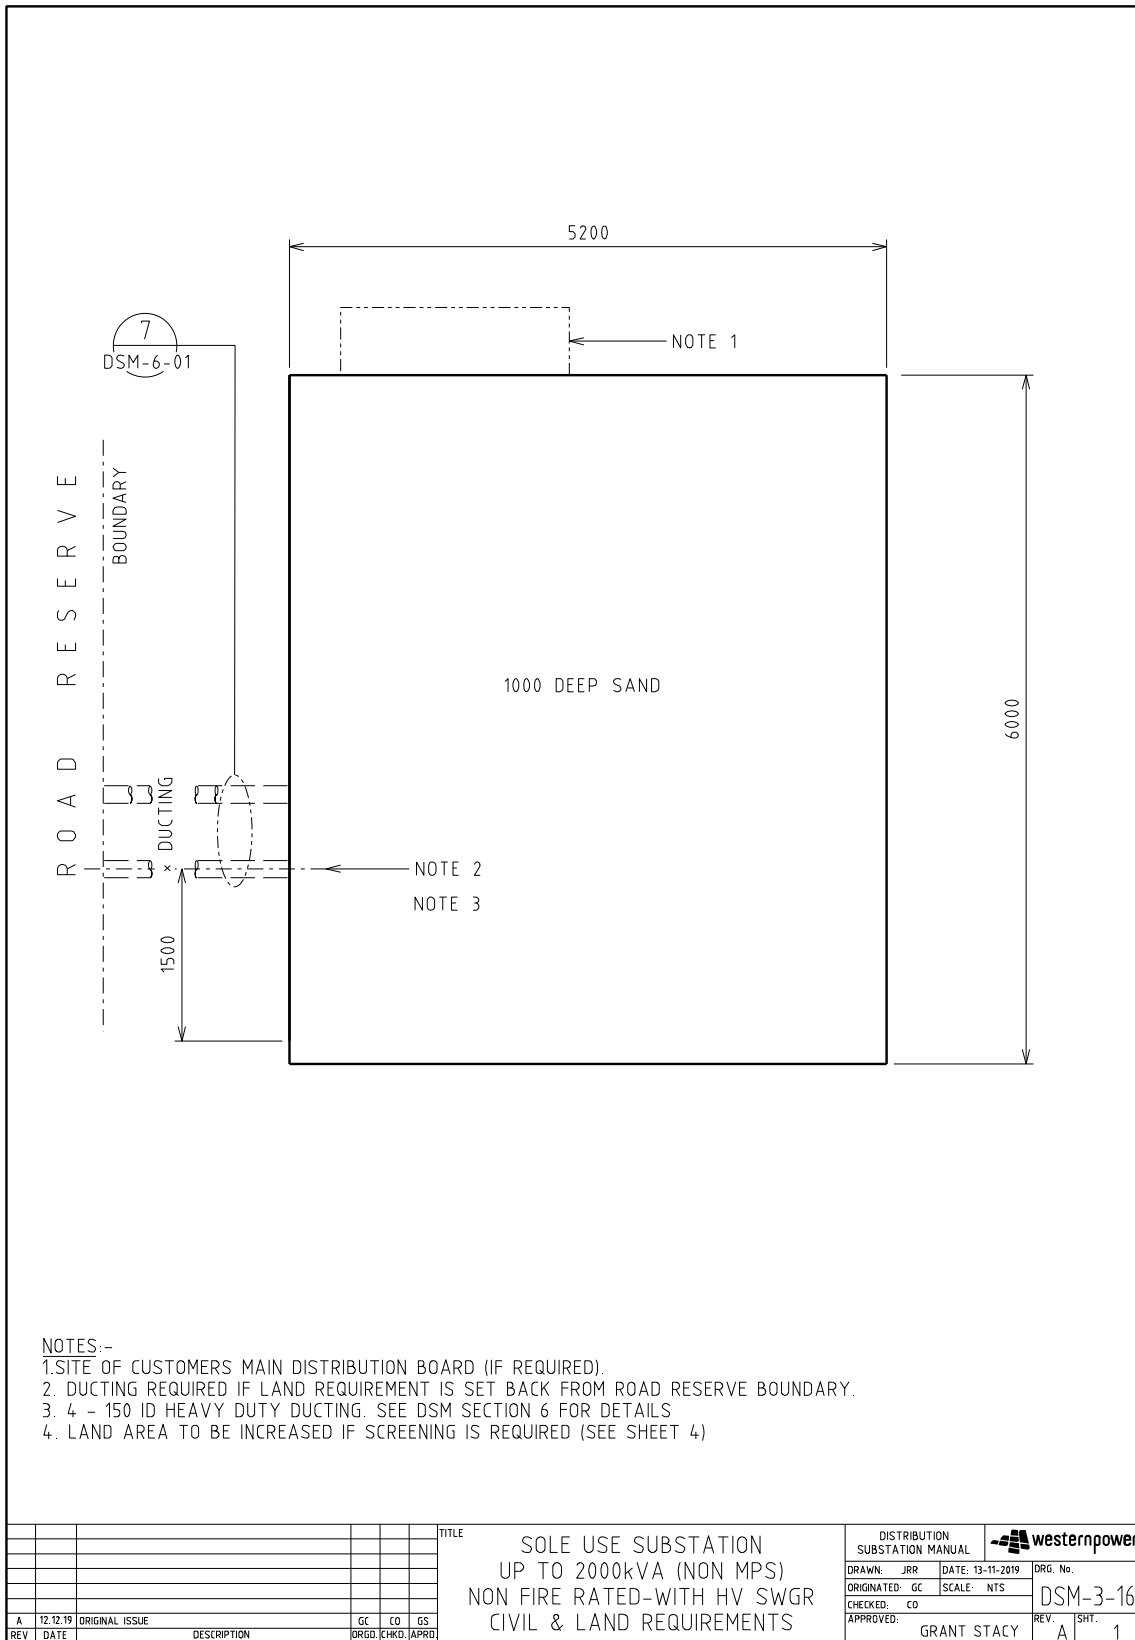 5200
7
DSM-6-01
NOTE 1
ROAD RESERVE
BOUNDARY
1000 DEEP SAND
6000
× DUCTING
NOTE 2
NOTE 3
1500
NOTES:-
1.SITE OF CUSTOMERS MAIN DISTRIBUTION BOARD (IF REQUIRED).
2. DUCTING REQUIRED IF LAND REQUIREMENT IS SET BACK FROM ROAD RESERVE BOUNDARY.
3. 4 - 150 ID HEAVY DUTY DUCTING. SEE DSM SECTION 6 FOR DETAILS
4. LAND AREA TO BE INCREASED IF SCREENING IS REQUIRED (SEE SHEET 4)
A 12.12.19 ORIGINAL ISSUE GC CO GS
REV DATE DESCRIPTION ORGD. CHKD. APRD.
TITLE
SOLE USE SUBSTATION
UP TO 2000kVA (NON MPS)
NON FIRE RATED-WITH HV SWGR
CIVIL & LAND REQUIREMENTS
DISTRIBUTION
SUBSTATION MANUAL
westernpower
DRAWN: JRR DATE: 13-11-2019
ORIGINATED: GC SCALE: NTS
CHECKED: CO
APPROVED:
GRANT STACY
DRG. No.
DSM-3-16
REV. A
SHT. 1